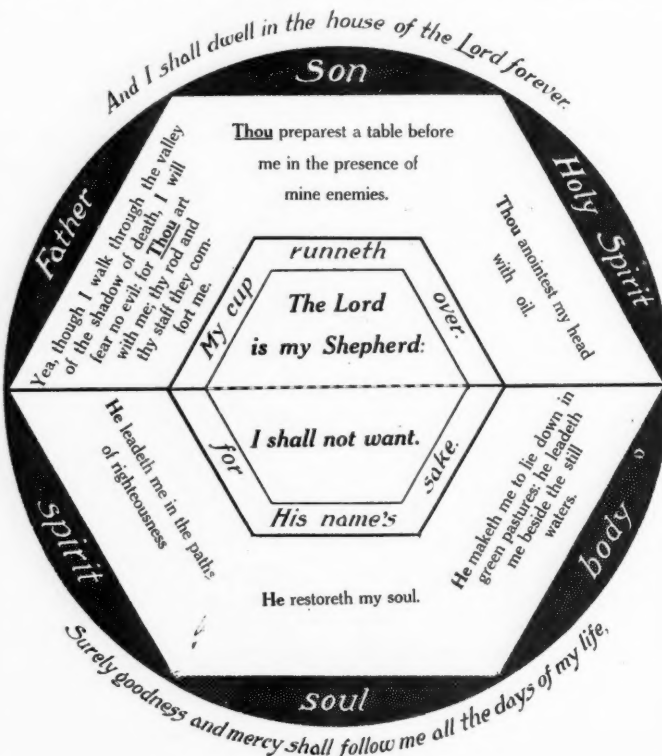 And I shall dwell in the house of the Lord forever.
Son
Father
Holy Spirit
Yea, though I walk through the valley
of the shadow of death, I will
fear no evil: for Thou art
with me; thy rod and
thy staff they com-
fort me.
Thou preparest a table before
me in the presence of
mine enemies.
Thou anointest my head
with oil.
My cup
runneth
over.
The Lord
is my Shepherd:
I shall not want.
for
His name's
sake.
He leadeth me in the paths
of righteousness
He restoreth my soul.
He maketh me to lie down in
green pastures: he leadeth
me beside the still
waters.
spirit
soul
body
Surely goodness and mercy shall follow me all the days of my life,